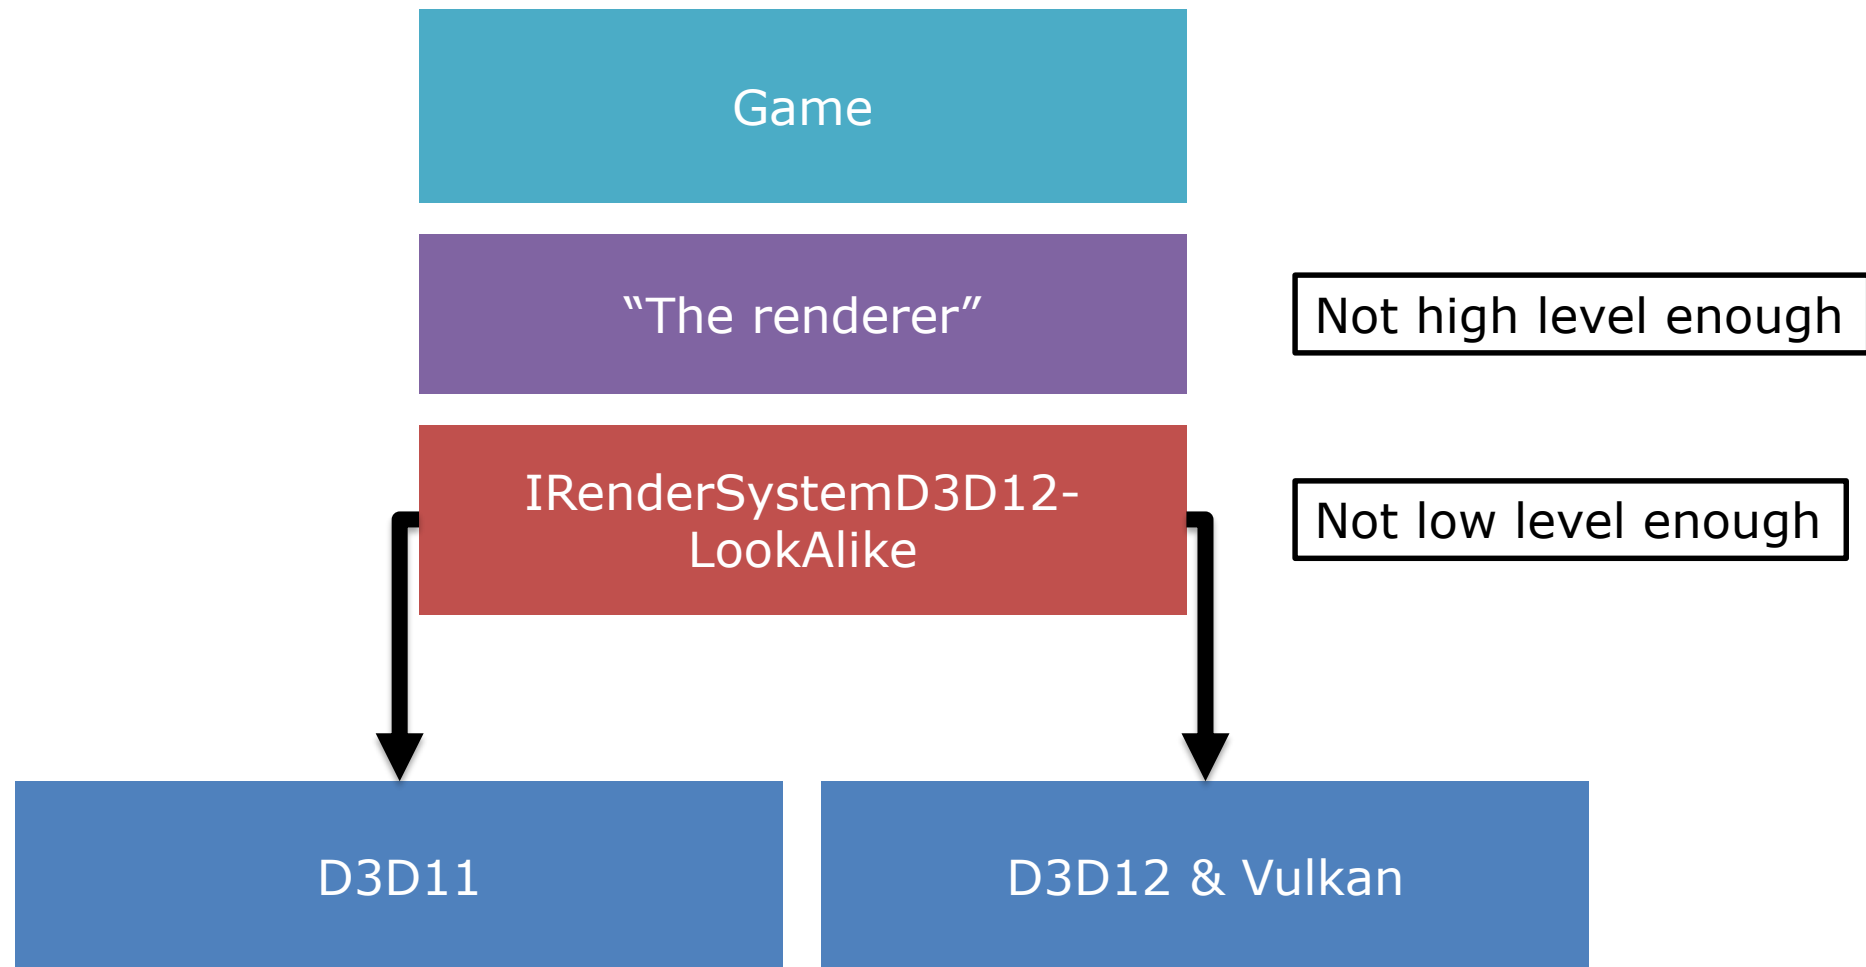 Game
“The renderer”
Not high level enough
IRenderSystemD3D12-
LookAlike
Not low level enough
D3D11
D3D12 & Vulkan